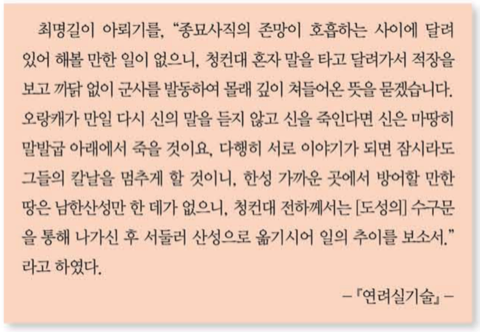 최명길이 아뢰기를, “종묘사직의 존망이 호흡하는 사이에 달려
있어 해볼 만한 일이 없으니, 청컨대 혼자 말을 타고 달려가서 적장을
보고 까닭 없이 군사를 발동하여 몰래 깊이 쳐들어온 뜻을 묻겠습니다.
오랑캐가 만일 다시 신의 말을 듣지 않고 신을 죽인다면 신은 마땅히
말발굽 아래에서 죽을 것이요, 다행히 서로 이야기가 되면 잠시라도
그들의 칼날을 멈추게 할 것이니, 한성 가까운 곳에서 방어할 만한
땅은 남한산성만 한 데가 없으니, 청컨대 전하께서는 [도성의] 수구문
을 통해 나가신 후 서둘러 산성으로 옮기시어 일의 추이를 보소서.”
라고 하였다.
－『연려실기술』－